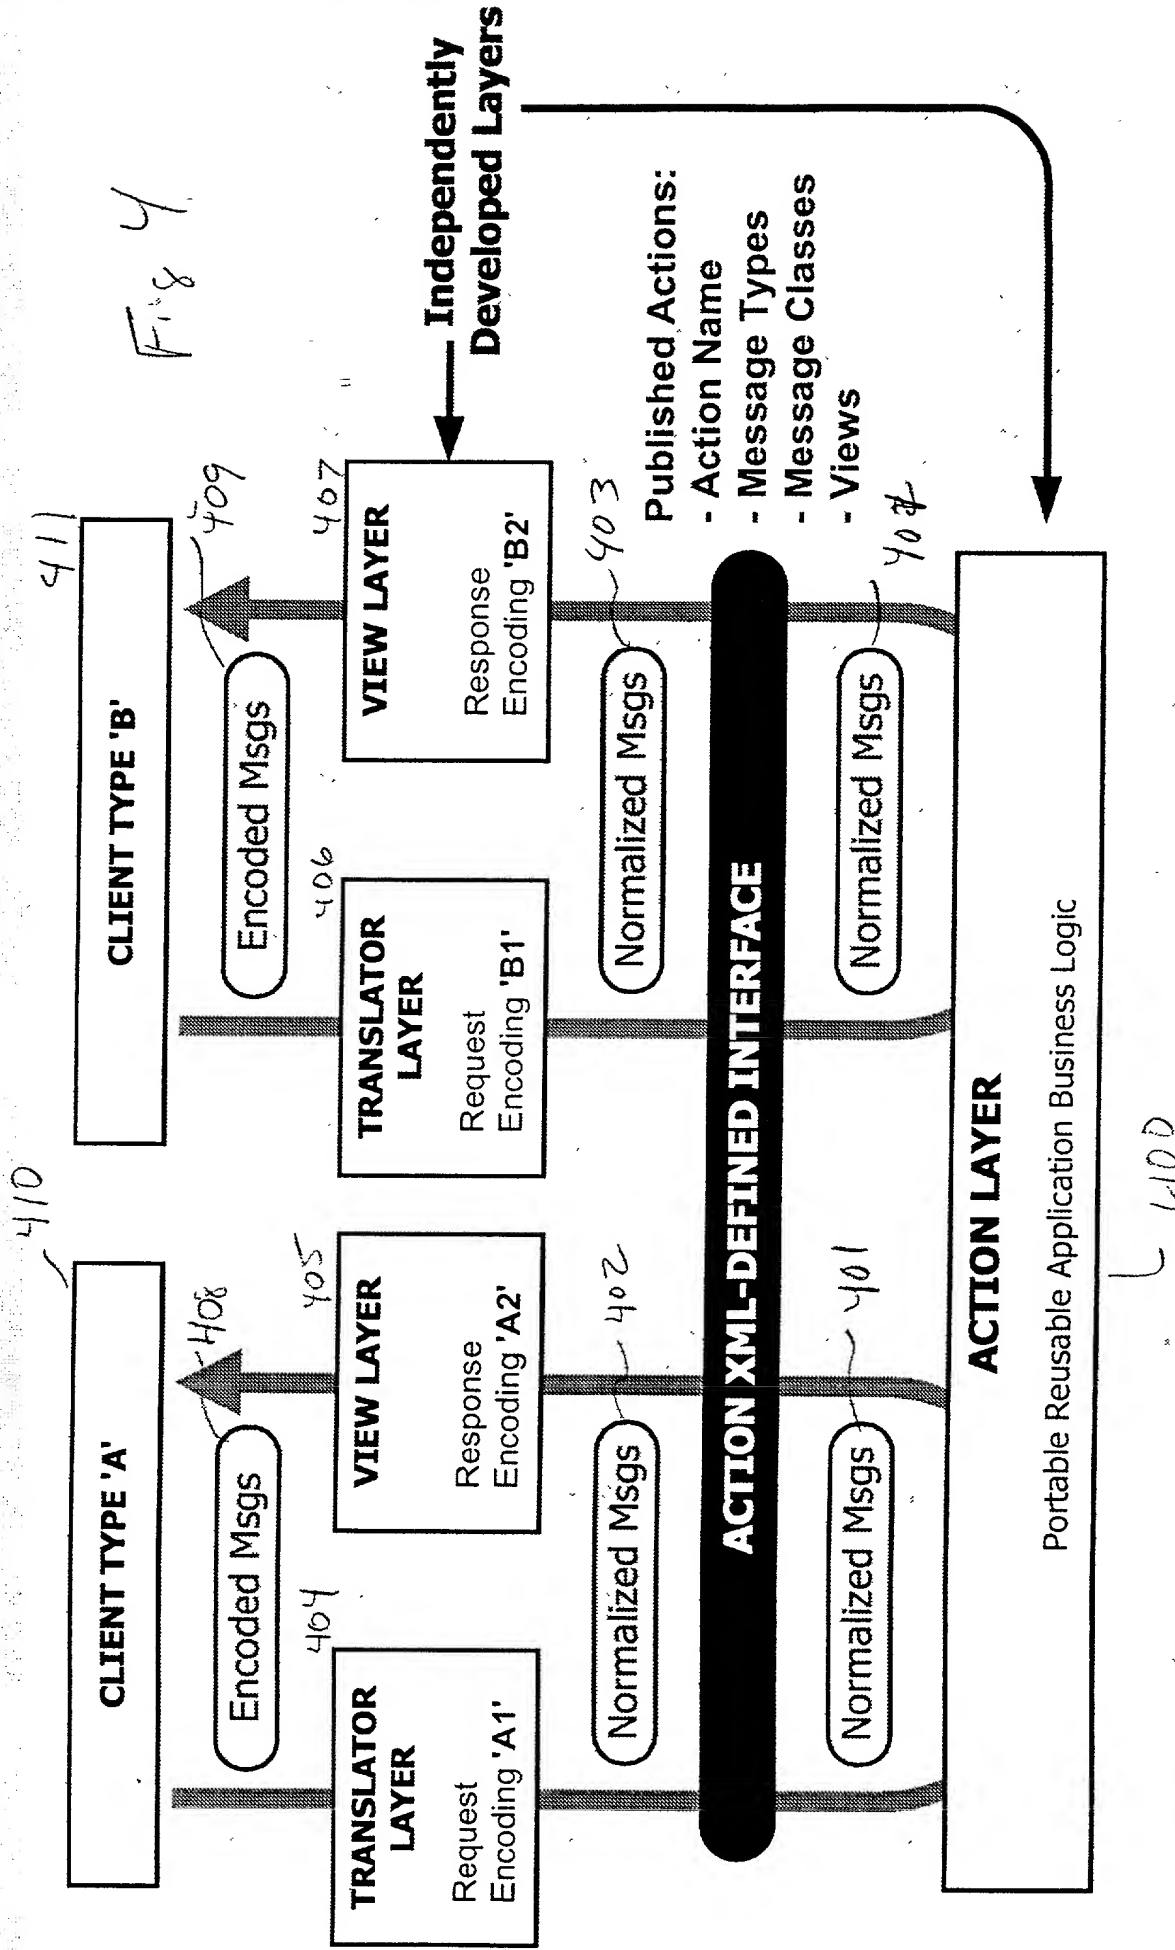 Fig 4
410
411
CLIENT TYPE 'A'
CLIENT TYPE 'B'
408
409
Encoded Msgs
Encoded Msgs
404
405
406
407
TRANSLATOR
LAYER
Request
Encoding 'A1'
VIEW LAYER
Response
Encoding 'A2'
TRANSLATOR
LAYER
Request
Encoding 'B1'
VIEW LAYER
Response
Encoding 'B2'
Independently
Developed Layers
402
403
Normalized Msgs
Normalized Msgs
Published Actions:
- Action Name
- Message Types
- Message Classes
- Views
ACTION XML-DEFINED INTERFACE
401
Normalized Msgs
Normalized Msgs
ACTION LAYER
Portable Reusable Application Business Logic
400